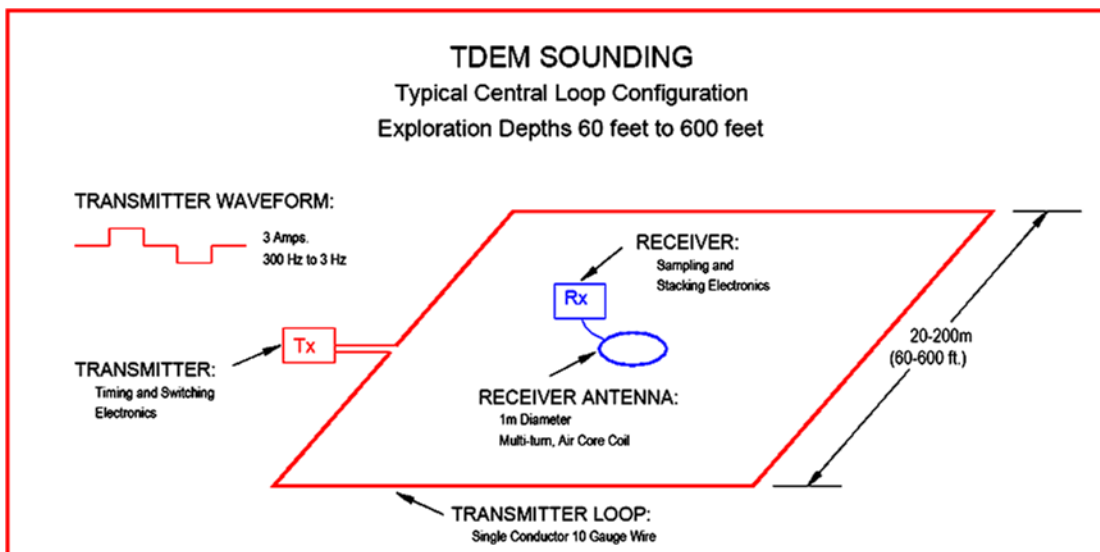 TDEM SOUNDING
Typical Central Loop Configuration
Exploration Depths 60 feet to 600 feet
TRANSMITTER WAVEFORM:
3 Amps.
300 Hz to 3 Hz
RECEIVER:
Sampling and
Stacking Electronics
Rx
Tx
20-200m
(60-600 ft.)
TRANSMITTER:
Timing and Switching
Electronics
RECEIVER ANTENNA:
1m Diameter
Multi-turn, Air Core Coil
TRANSMITTER LOOP:
Single Conductor 10 Gauge Wire